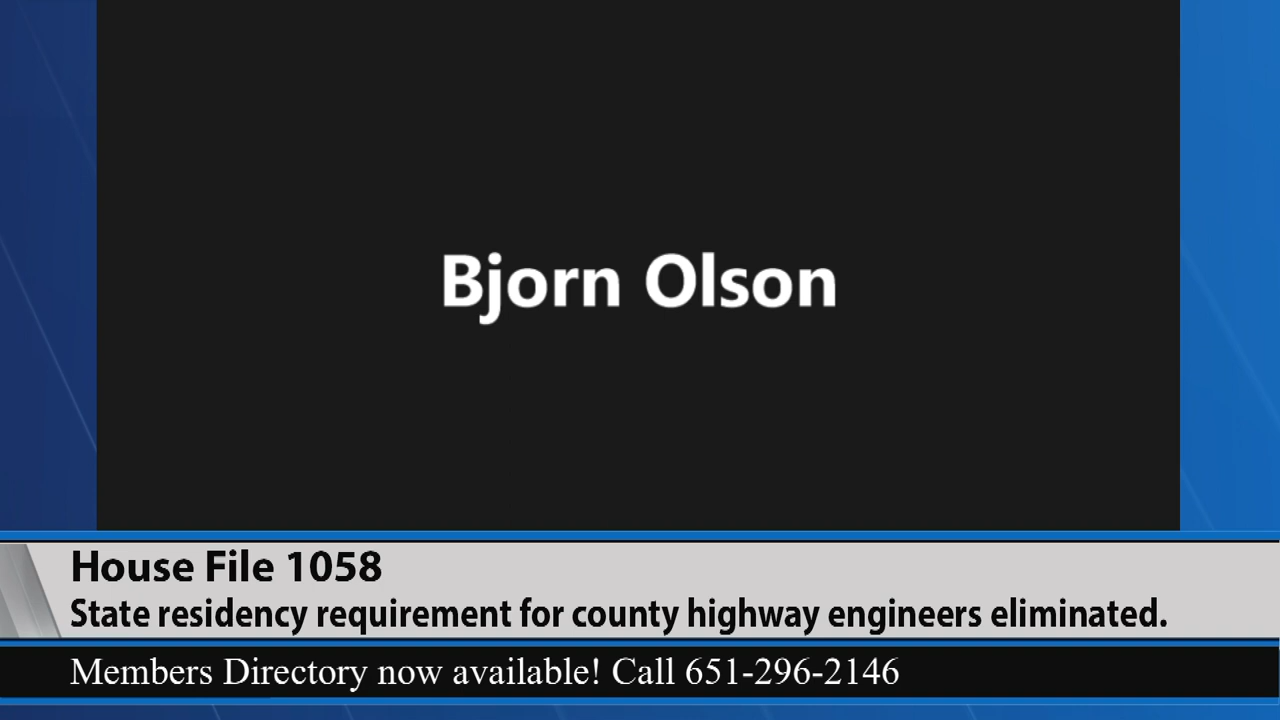 Bjorn Olson
House File 1058
State residency requirement for county highway engineers eliminated.
Members Directory now available! Call 651-296-2146